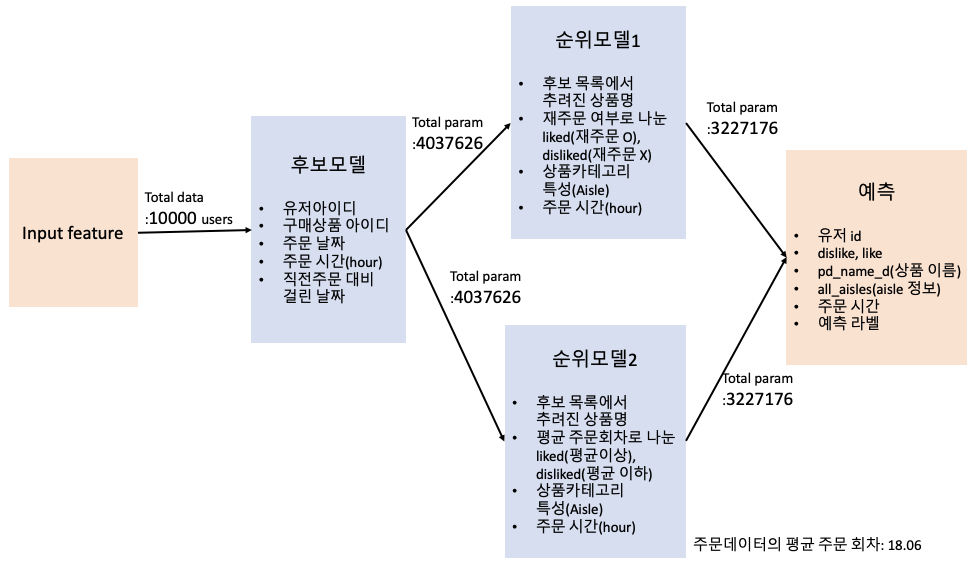 Input feature
Total data
:10000 users
후보모델
• 유저아이디
• 구매상품 아이디
• 주문 날짜
• 주문 시간(hour)
• 직전주문 대비
걸린 날짜
Total param
:4037626
Total param
:4037626
순위모델1
• 후보 목록에서
추려진 상품명
• 재주문 여부로 나눈
liked(재주문 O),
disliked(재주문 X)
• 상품카테고리
특성(Aisle)
• 주문 시간(hour)
순위모델2
• 후보 목록에서
추려진 상품명
• 평균 주문회차로 나눈
liked(평균이상),
disliked(평균 이하)
• 상품카테고리
특성(Aisle)
• 주문 시간(hour)
Total param
:3227176
Total param
:3227176
예측
• 유저 id
• dislike, like
• pd_name_d(상품 이름)
• all_aisles(aisle 정보)
• 주문 시간
• 예측 라벨
주문데이터의 평균 주문 회차: 18.06